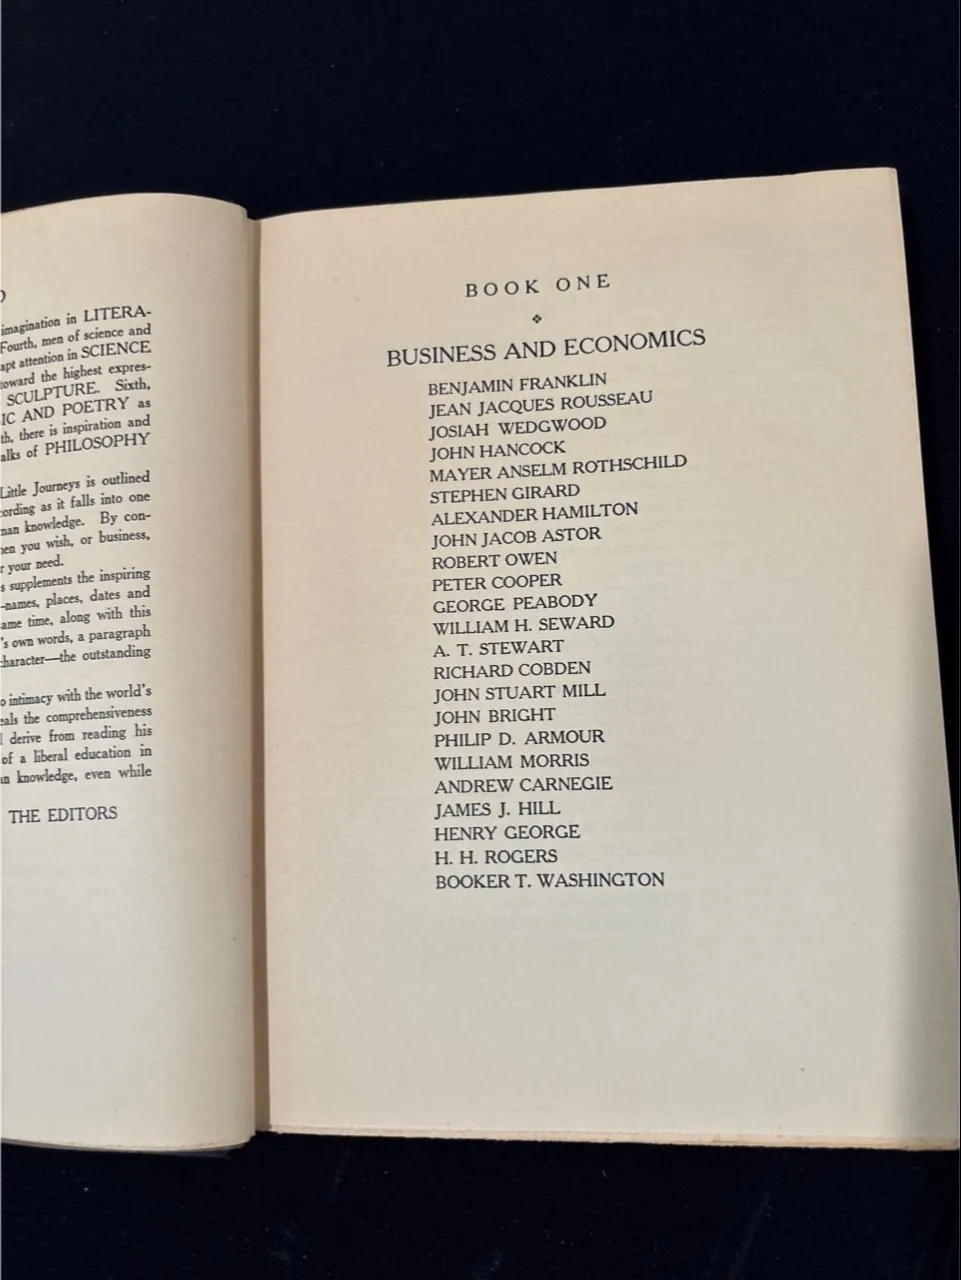 imagination in LITERA-
Fourth, men of science and
apt attention in SCIENCE
toward the highest expres-
SCULPTURE. Sixth,
IC AND POETRY as
th, there is inspiration and
alks of PHILOSOPHY
Little Journeys is outlined
cording as it falls into one
man knowledge. By con-
hen you wish, or business,
r your need.
s supplements the inspiring
—names, places, dates and
ame time, along with this
's own words, a paragraph
character—the outstanding
o intimacy with the world's
eals the comprehensiveness
l derive from reading his
of a liberal education in
an knowledge, even while
THE EDITORS
BOOK ONE
BUSINESS AND ECONOMICS
BENJAMIN FRANKLIN
JEAN JACQUES ROUSSEAU
JOSIAH WEDGWOOD
JOHN HANCOCK
MAYER ANSELM ROTHSCHILD
STEPHEN GIRARD
ALEXANDER HAMILTON
JOHN JACOB ASTOR
ROBERT OWEN
PETER COOPER
GEORGE PEABODY
WILLIAM H. SEWARD
A. T. STEWART
RICHARD COBDEN
JOHN STUART MILL
JOHN BRIGHT
PHILIP D. ARMOUR
WILLIAM MORRIS
ANDREW CARNEGIE
JAMES J. HILL
HENRY GEORGE
H. H. ROGERS
BOOKER T. WASHINGTON